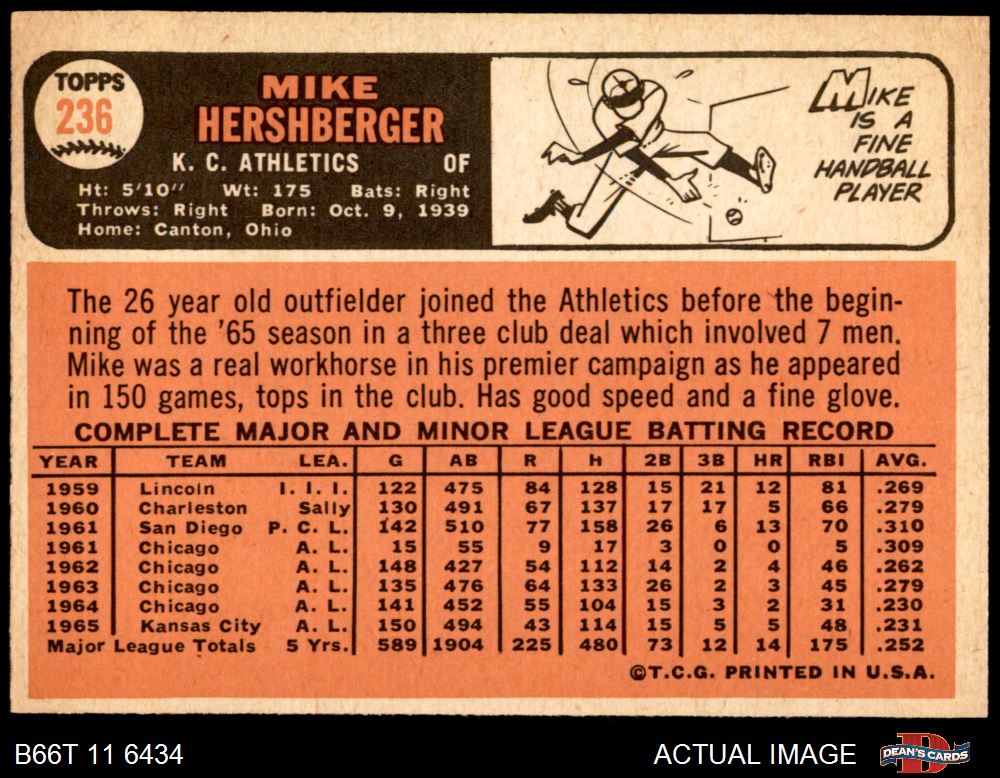 TOPPS
236
MIKE
HERSHBERGER
K. C. ATHLETICS OF
Ht: 5'10" Wt: 175 Bats: Right
Throws: Right Born: Oct. 9, 1939
Home: Canton, Ohio
MIKE
IS A
FINE
HANDBALL
PLAYER
The 26 year old outfielder joined the Athletics before the begin-
ning of the '65 season in a three club deal which involved 7 men.
Mike was a real workhorse in his premier campaign as he appeared
in 150 games, tops in the club. Has good speed and a fine glove.
COMPLETE MAJOR AND MINOR LEAGUE BATTING RECORD
YEAR TEAM LEA. G AB R H 2B 3B HR RBI AVG.
1959 Lincoln I. I. I. 122 475 84 128 15 21 12 81 .269
1960 Charleston Sally 130 491 67 137 17 17 5 66 .279
1961 San Diego P. C. L. 142 510 77 158 26 6 13 70 .310
1961 Chicago A. L. 15 55 9 17 3 0 0 5 .309
1962 Chicago A. L. 148 427 54 112 14 2 4 46 .262
1963 Chicago A. L. 135 476 64 133 26 2 3 45 .279
1964 Chicago A. L. 141 452 55 104 15 3 2 31 .230
1965 Kansas City A. L. 150 494 43 114 15 5 5 48 .231
Major League Totals 5 Yrs. 589 1904 225 480 73 12 14 175 .252
©T.C.G. PRINTED IN U.S.A.
B66T 11 6434 ACTUAL IMAGE DEAN'S CARDS